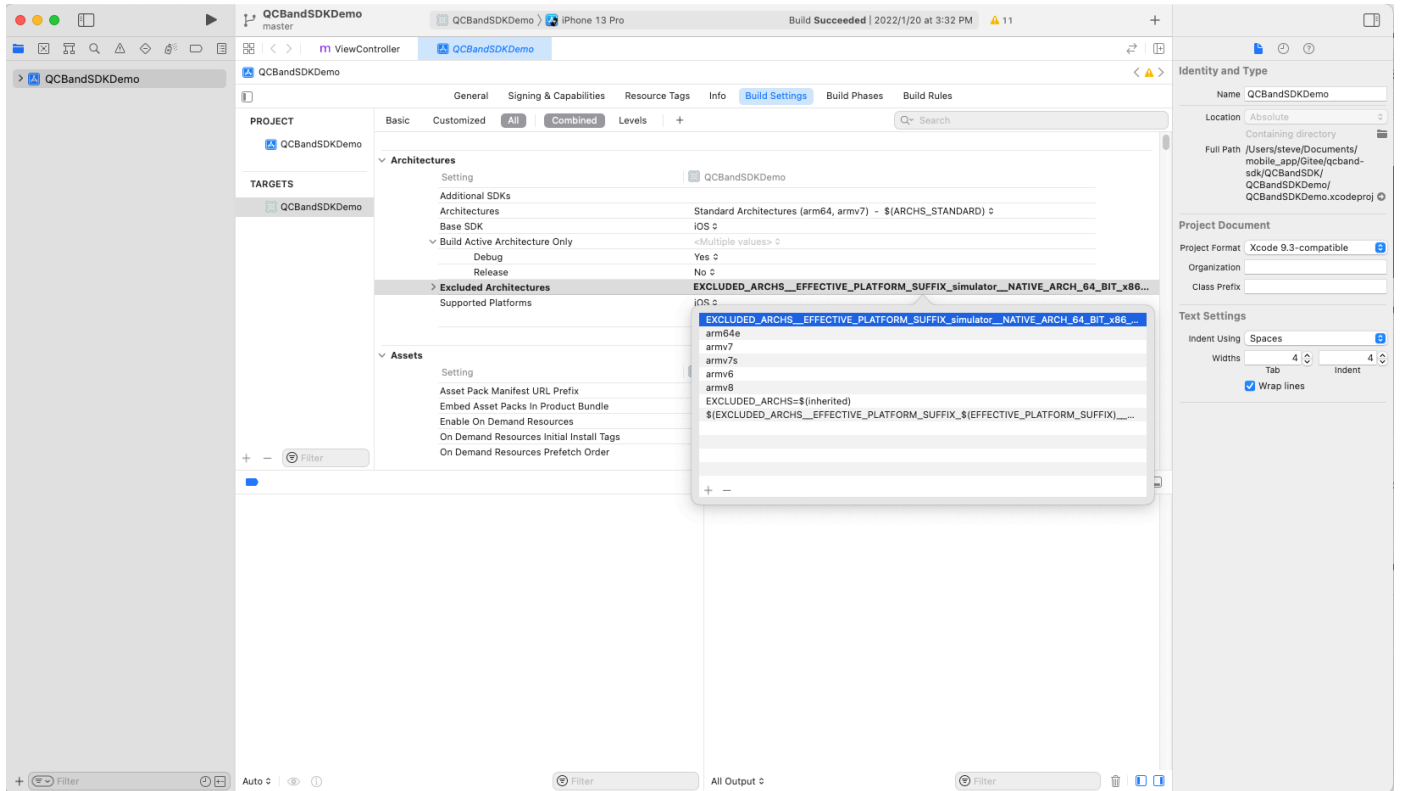 QCBandSDKDemo
master
QCBandSDKDemo 〉 iPhone 13 Pro
Build Succeeded | 2022/1/20 at 3:32 PM
11
ViewController
QCBandSDKDemo
QCBandSDKDemo
QCBandSDKDemo
General Signing & Capabilities Resource Tags Info Build Settings Build Phases Build Rules
PROJECT
QCBandSDKDemo
TARGETS
QCBandSDKDemo
Filter
Basic Customized All Combined Levels +
Search
Architectures
Setting QCBandSDKDemo
Additional SDKs
Architectures Standard Architectures (arm64, armv7) - $(ARCHS_STANDARD)
Base SDK iOS
Build Active Architecture Only <Multiple values>
Debug Yes
Release No
Excluded Architectures EXCLUDED_ARCHS__EFFECTIVE_PLATFORM_SUFFIX_simulator__NATIVE_ARCH_64_BIT_x86...
Supported Platforms iOS
EXCLUDED_ARCHS__EFFECTIVE_PLATFORM_SUFFIX_simulator__NATIVE_ARCH_64_BIT_x86_...
arm64e
armv7
armv7s
armv6
armv8
EXCLUDED_ARCHS=$(inherited)
$(EXCLUDED_ARCHS__EFFECTIVE_PLATFORM_SUFFIX_$(EFFECTIVE_PLATFORM_SUFFIX)__...
+ −
Assets
Setting
Asset Pack Manifest URL Prefix
Embed Asset Packs In Product Bundle
Enable On Demand Resources
On Demand Resources Initial Install Tags
On Demand Resources Prefetch Order
Identity and Type
Name QCBandSDKDemo
Location Absolute
Containing directory
Full Path /Users/steve/Documents/
mobile_app/Gitee/qcband-
sdk/QCBandSDK/
QCBandSDKDemo/
QCBandSDKDemo.xcodeproj
Project Document
Project Format Xcode 9.3-compatible
Organization
Class Prefix
Text Settings
Indent Using Spaces
Widths 4 4
Tab Indent
Wrap lines
Filter
Auto
Filter
All Output
Filter